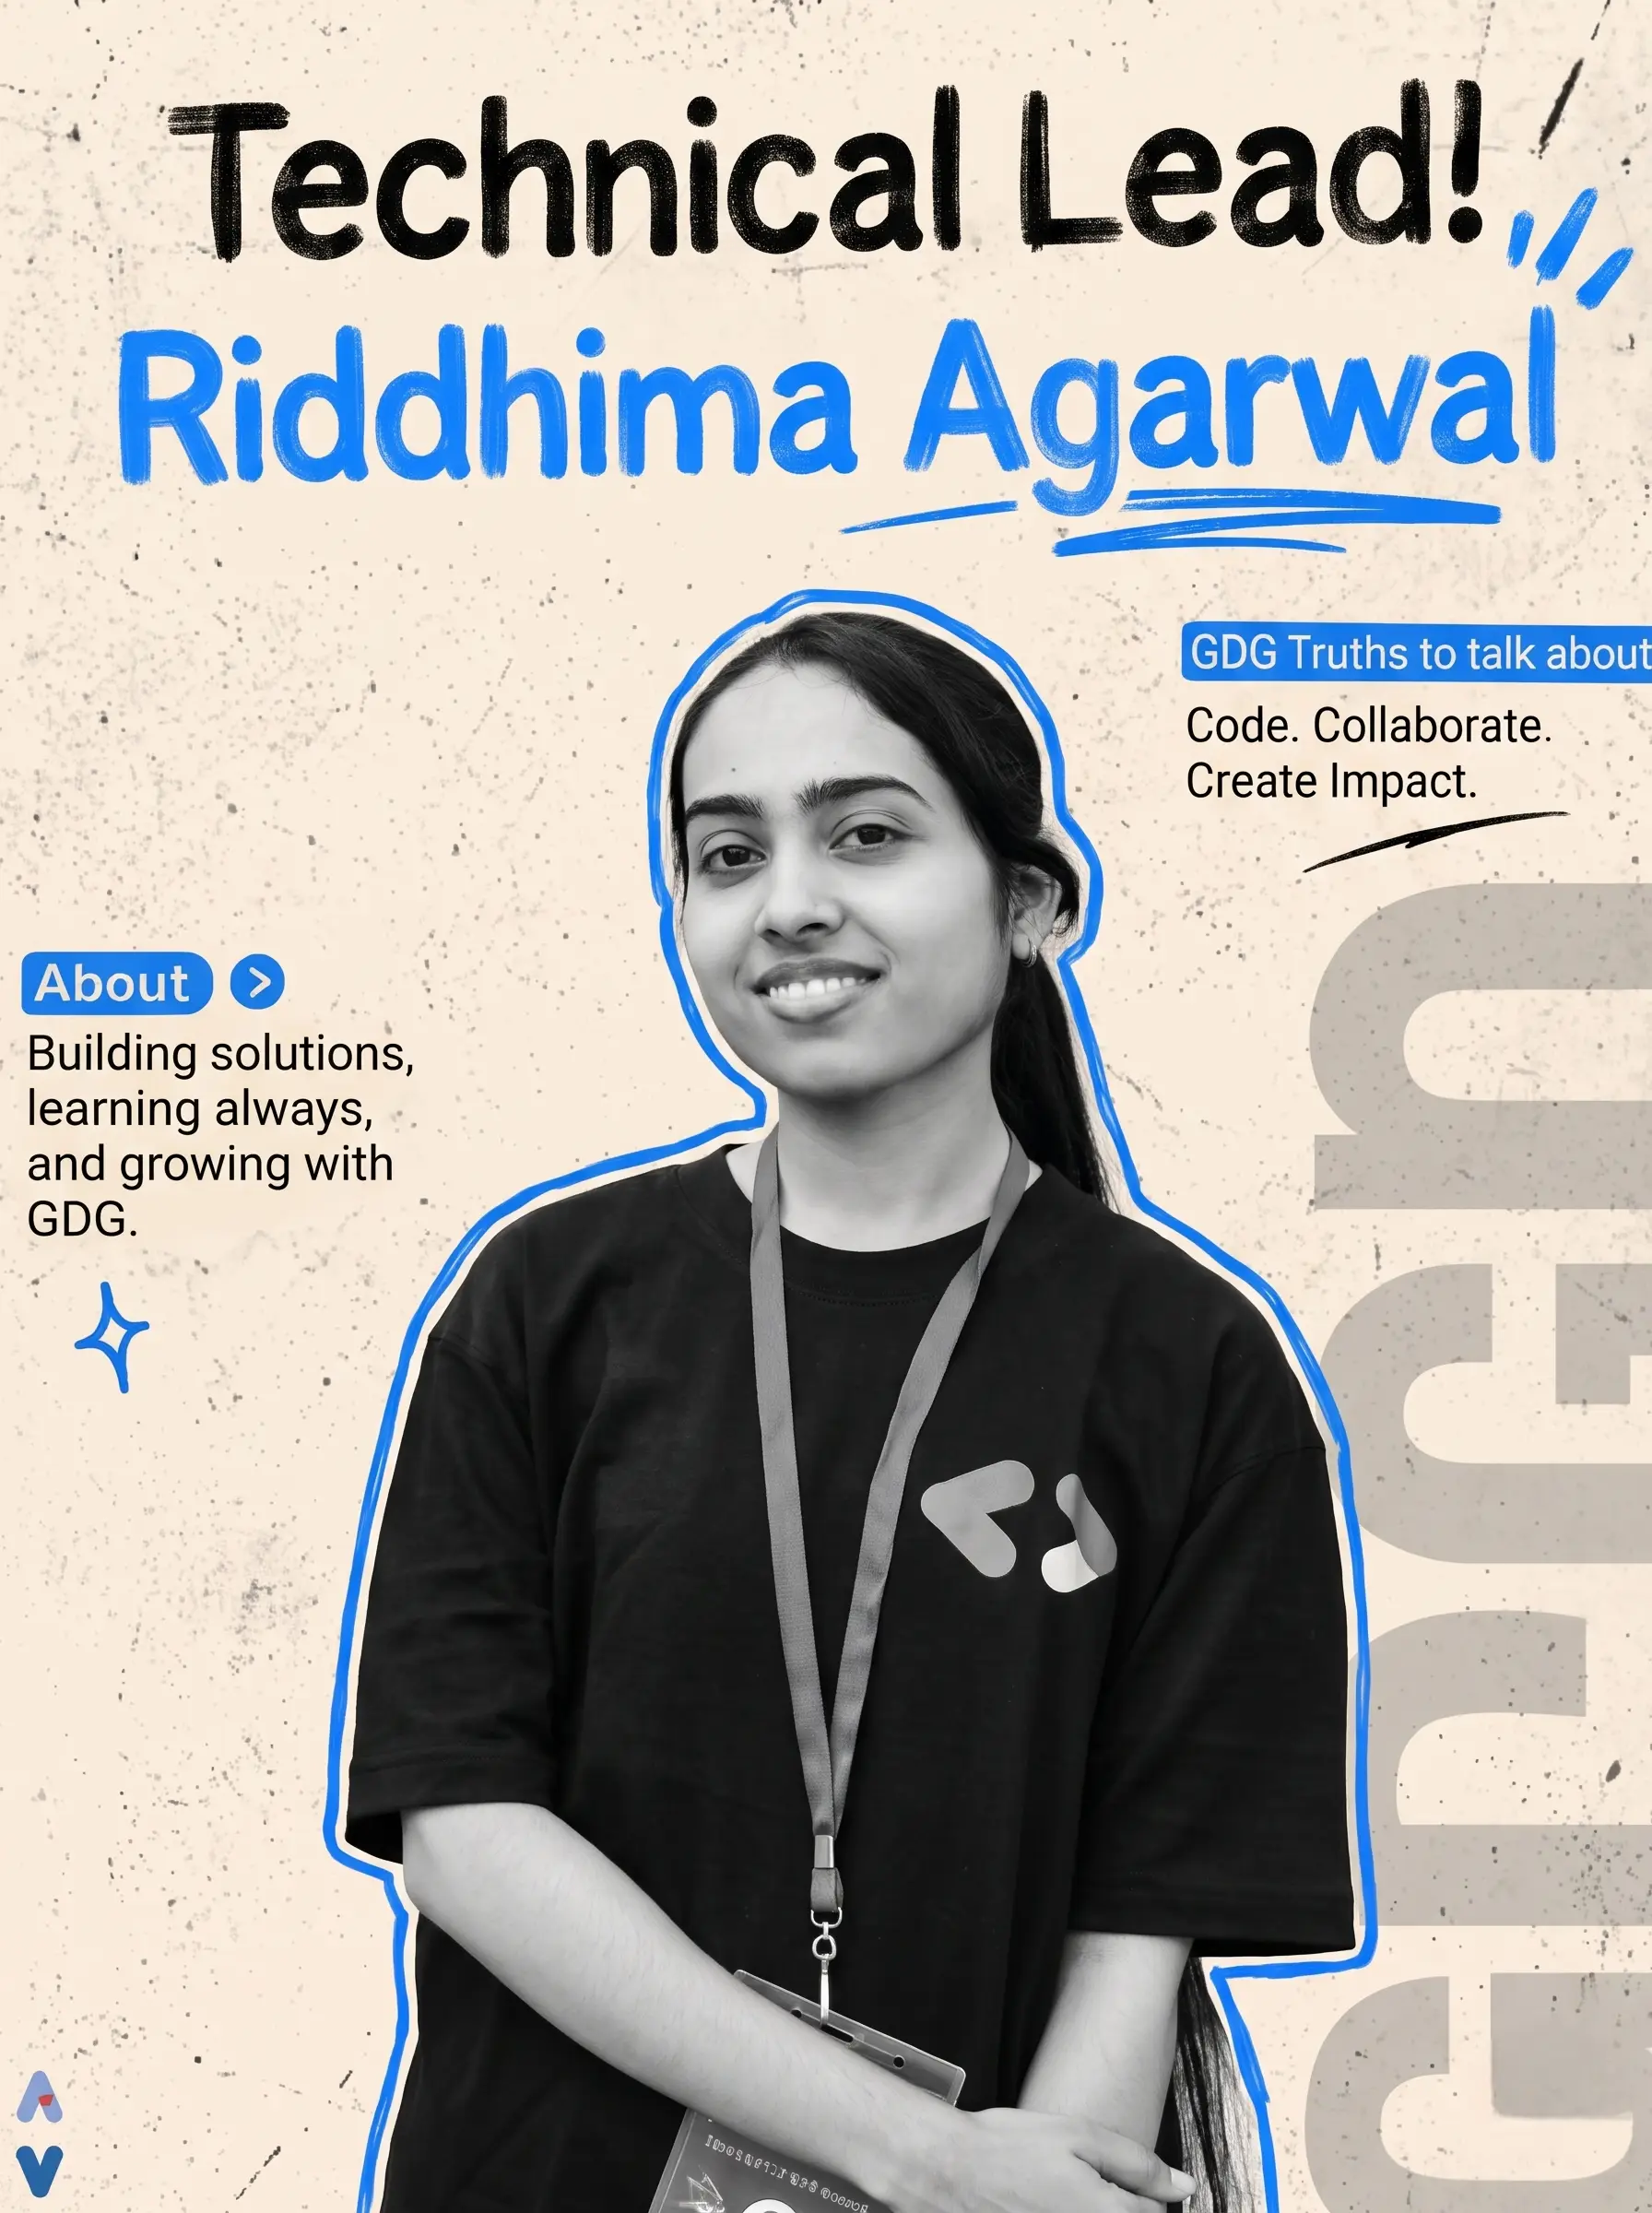 Technical Lead!
Riddhima Agarwal
GDG Truths to talk about
Code. Collaborate.
Create Impact.
About
Building solutions,
learning always,
and growing with
GDG.